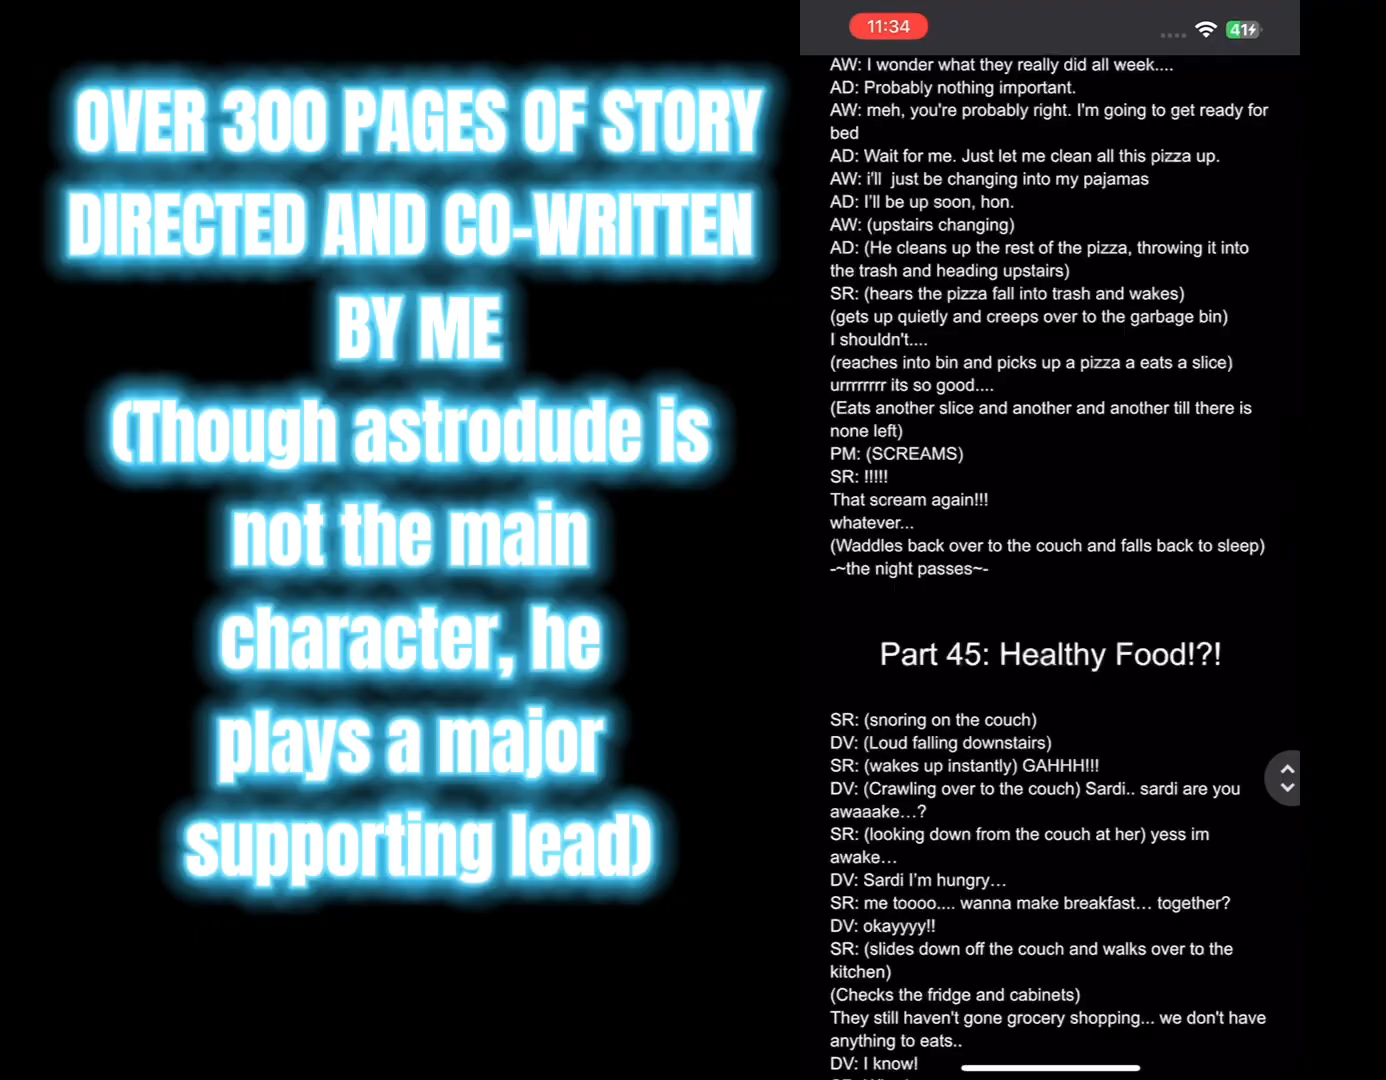 OVER 300 PAGES OF STORY
DIRECTED AND CO-WRITTEN
BY ME
(Though astrodude is
not the main
character, he
plays a major
supporting lead)
11:34
41
AW: I wonder what they really did all week....
AD: Probably nothing important.
AW: meh, you're probably right. I'm going to get ready for
bed
AD: Wait for me. Just let me clean all this pizza up.
AW: i'll  just be changing into my pajamas
AD: I'll be up soon, hon.
AW: (upstairs changing)
AD: (He cleans up the rest of the pizza, throwing it into
the trash and heading upstairs)
SR: (hears the pizza fall into trash and wakes)
(gets up quietly and creeps over to the garbage bin)
I shouldn't....
(reaches into bin and picks up a pizza a eats a slice)
urrrrrrrr its so good....
(Eats another slice and another and another till there is
none left)
PM: (SCREAMS)
SR: !!!!!
That scream again!!!
whatever...
(Waddles back over to the couch and falls back to sleep)
-~the night passes~-
Part 45: Healthy Food!?!
SR: (snoring on the couch)
DV: (Loud falling downstairs)
SR: (wakes up instantly) GAHHH!!!
DV: (Crawling over to the couch) Sardi.. sardi are you
awaaake…?
SR: (looking down from the couch at her) yess im
awake…
DV: Sardi I'm hungry…
SR: me toooo.... wanna make breakfast… together?
DV: okayyyy!!
SR: (slides down off the couch and walks over to the
kitchen)
(Checks the fridge and cabinets)
They still haven't gone grocery shopping... we don't have
anything to eats..
DV: I know!